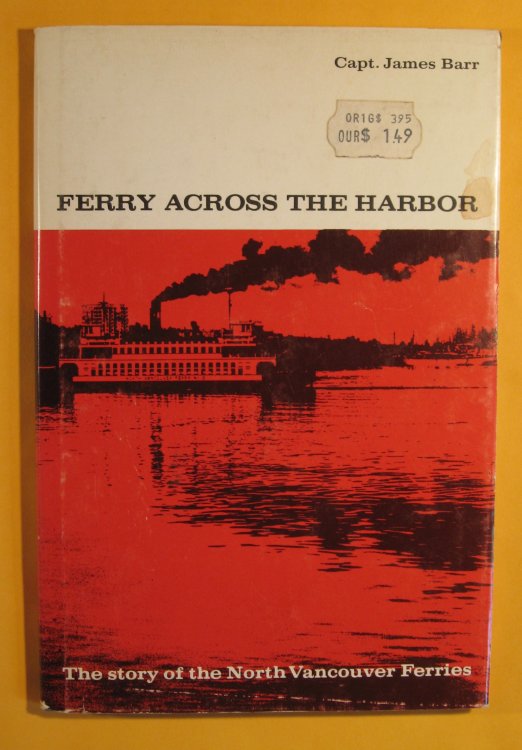 Capt. James Barr
ORIG$ 395
OUR$ 149
FERRY ACROSS THE HARBOR
The story of the North Vancouver Ferries